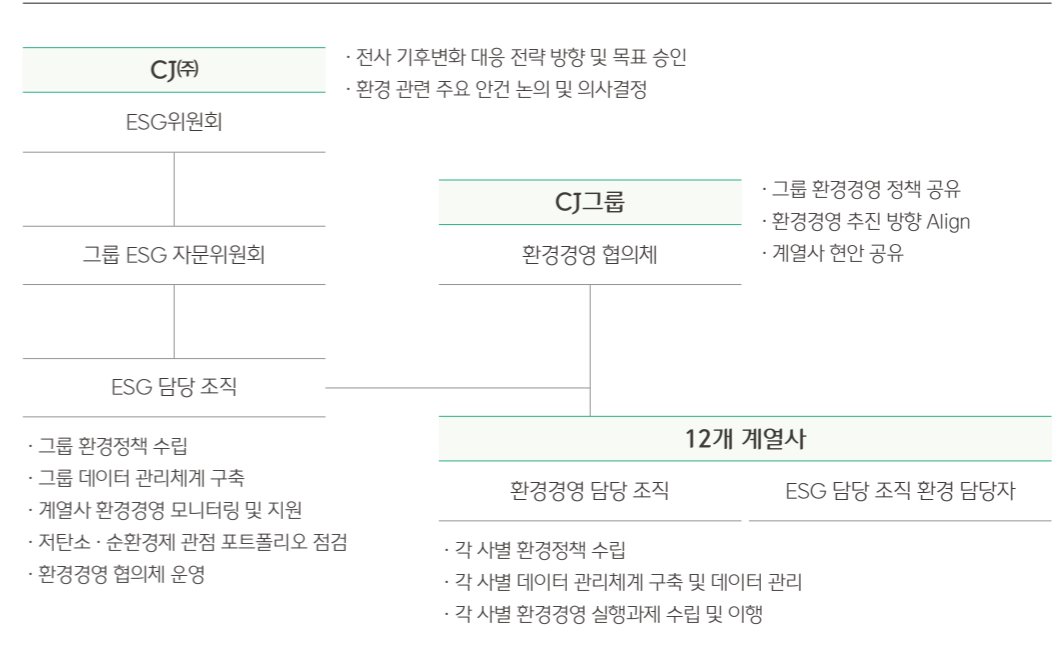 CJ㈜
· 전사 기후변화 대응 전략 방향 및 목표 승인
· 환경 관련 주요 안건 논의 및 의사결정
ESG위원회
그룹 ESG 자문위원회
ESG 담당 조직
· 그룹 환경정책 수립
· 그룹 데이터 관리체계 구축
· 계열사 환경경영 모니터링 및 지원
· 저탄소 · 순환경제 관점 포트폴리오 점검
· 환경경영 협의체 운영
CJ그룹
환경경영 협의체
· 그룹 환경경영 정책 공유
· 환경경영 추진 방향 Align
· 계열사 현안 공유
12개 계열사
환경경영 담당 조직
ESG 담당 조직 환경 담당자
· 각 사별 환경정책 수립
· 각 사별 데이터 관리체계 구축 및 데이터 관리
· 각 사별 환경경영 실행과제 수립 및 이행